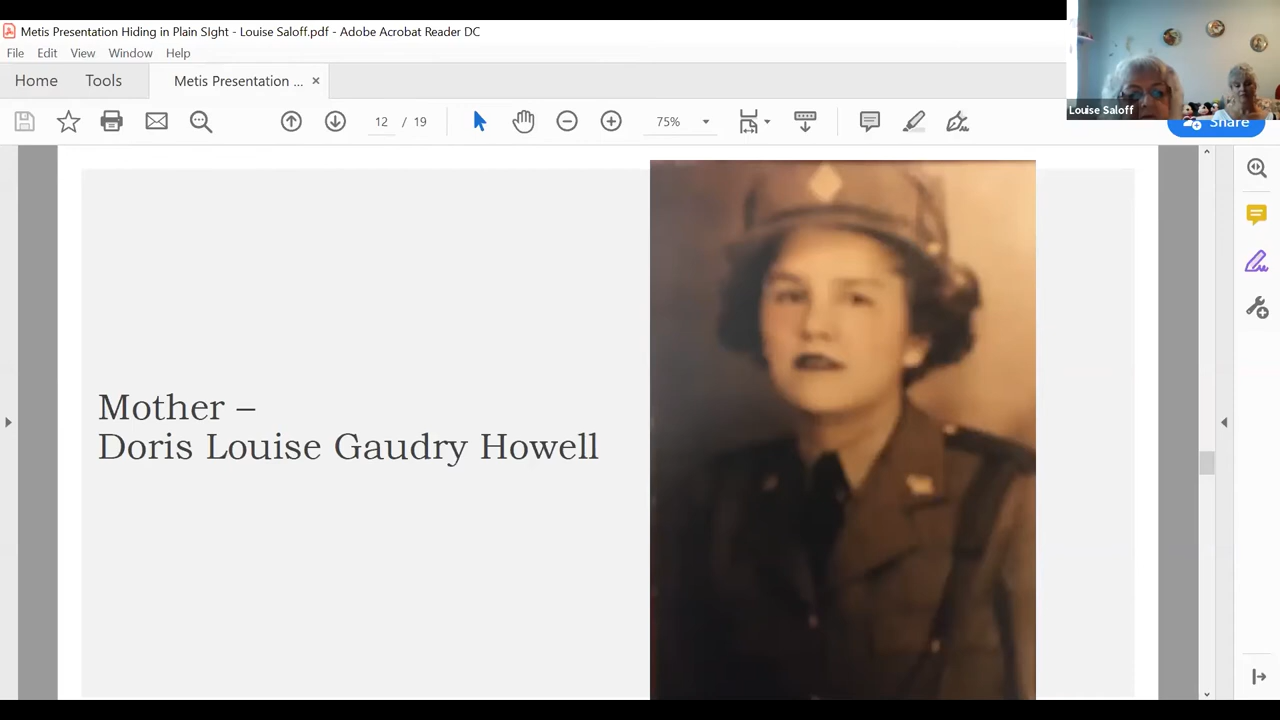 Metis Presentation Hiding in Plain SIght - Louise Saloff.pdf - Adobe Acrobat Reader DC
File Edit View Window Help
Home Tools Metis Presentation ... ×
12 / 19 75%
Louise Saloff
Share
Mother –
Doris Louise Gaudry Howell